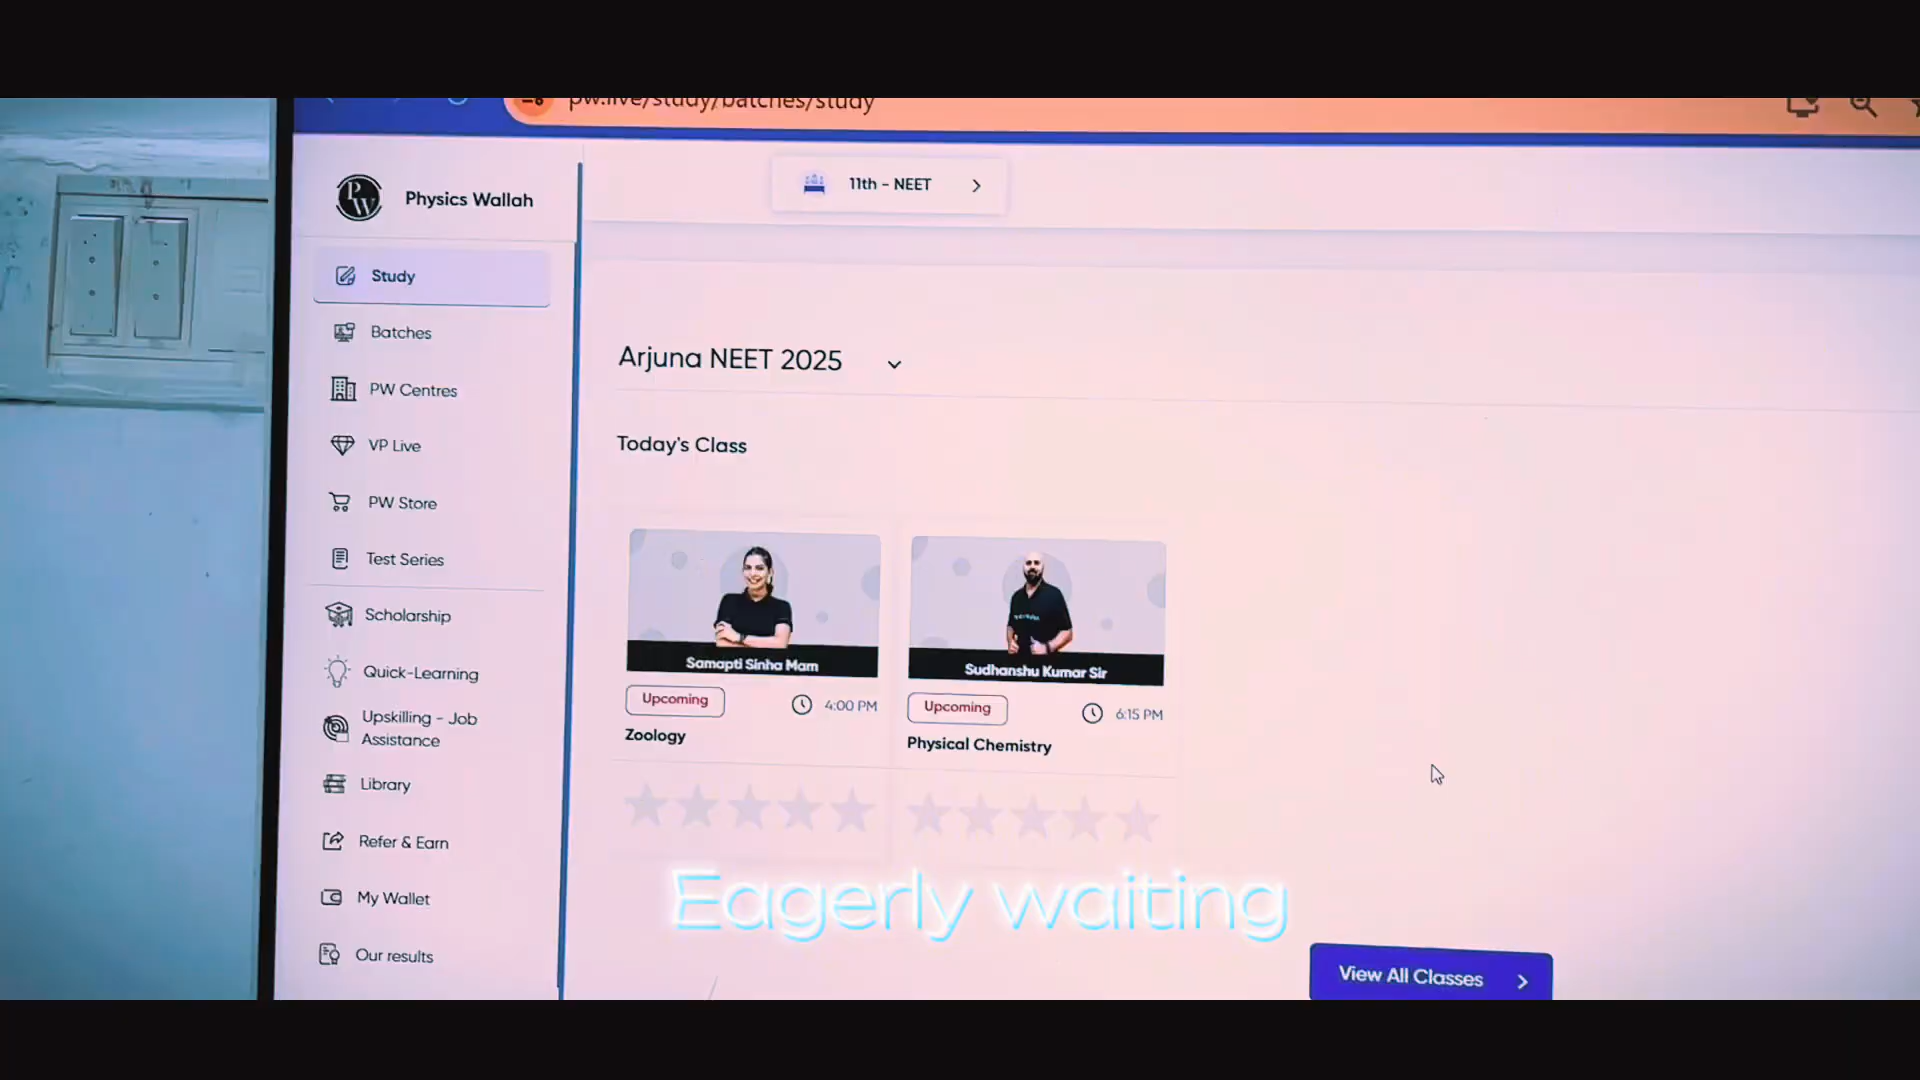 pw.live/study/batches/study
PW
Physics Wallah
11th - NEET
Study
Batches
PW Centres
VP Live
PW Store
Test Series
Scholarship
Quick-Learning
Upskilling - Job
Assistance
Library
Refer & Earn
My Wallet
Our results
Arjuna NEET 2025
Today's Class
Samapti Sinha Mam
Upcoming
4:00 PM
Zoology
Sudhanshu Kumar Sir
Upcoming
6:15 PM
Physical Chemistry
Eagerly waiting
View All Classes